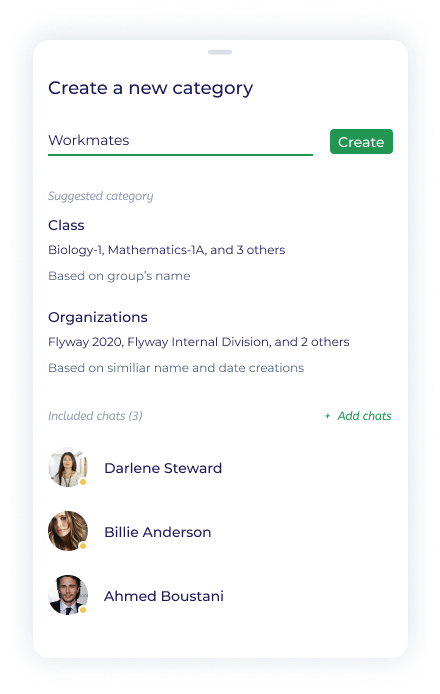 Create a new category
Workmates
Create
Suggested category
Class
Biology-1, Mathematics-1A, and 3 others
Based on group's name
Organizations
Flyway 2020, Flyway Internal Division, and 2 others
Based on similiar name and date creations
Included chats (3)
+ Add chats
Darlene Steward
Billie Anderson
Ahmed Boustani